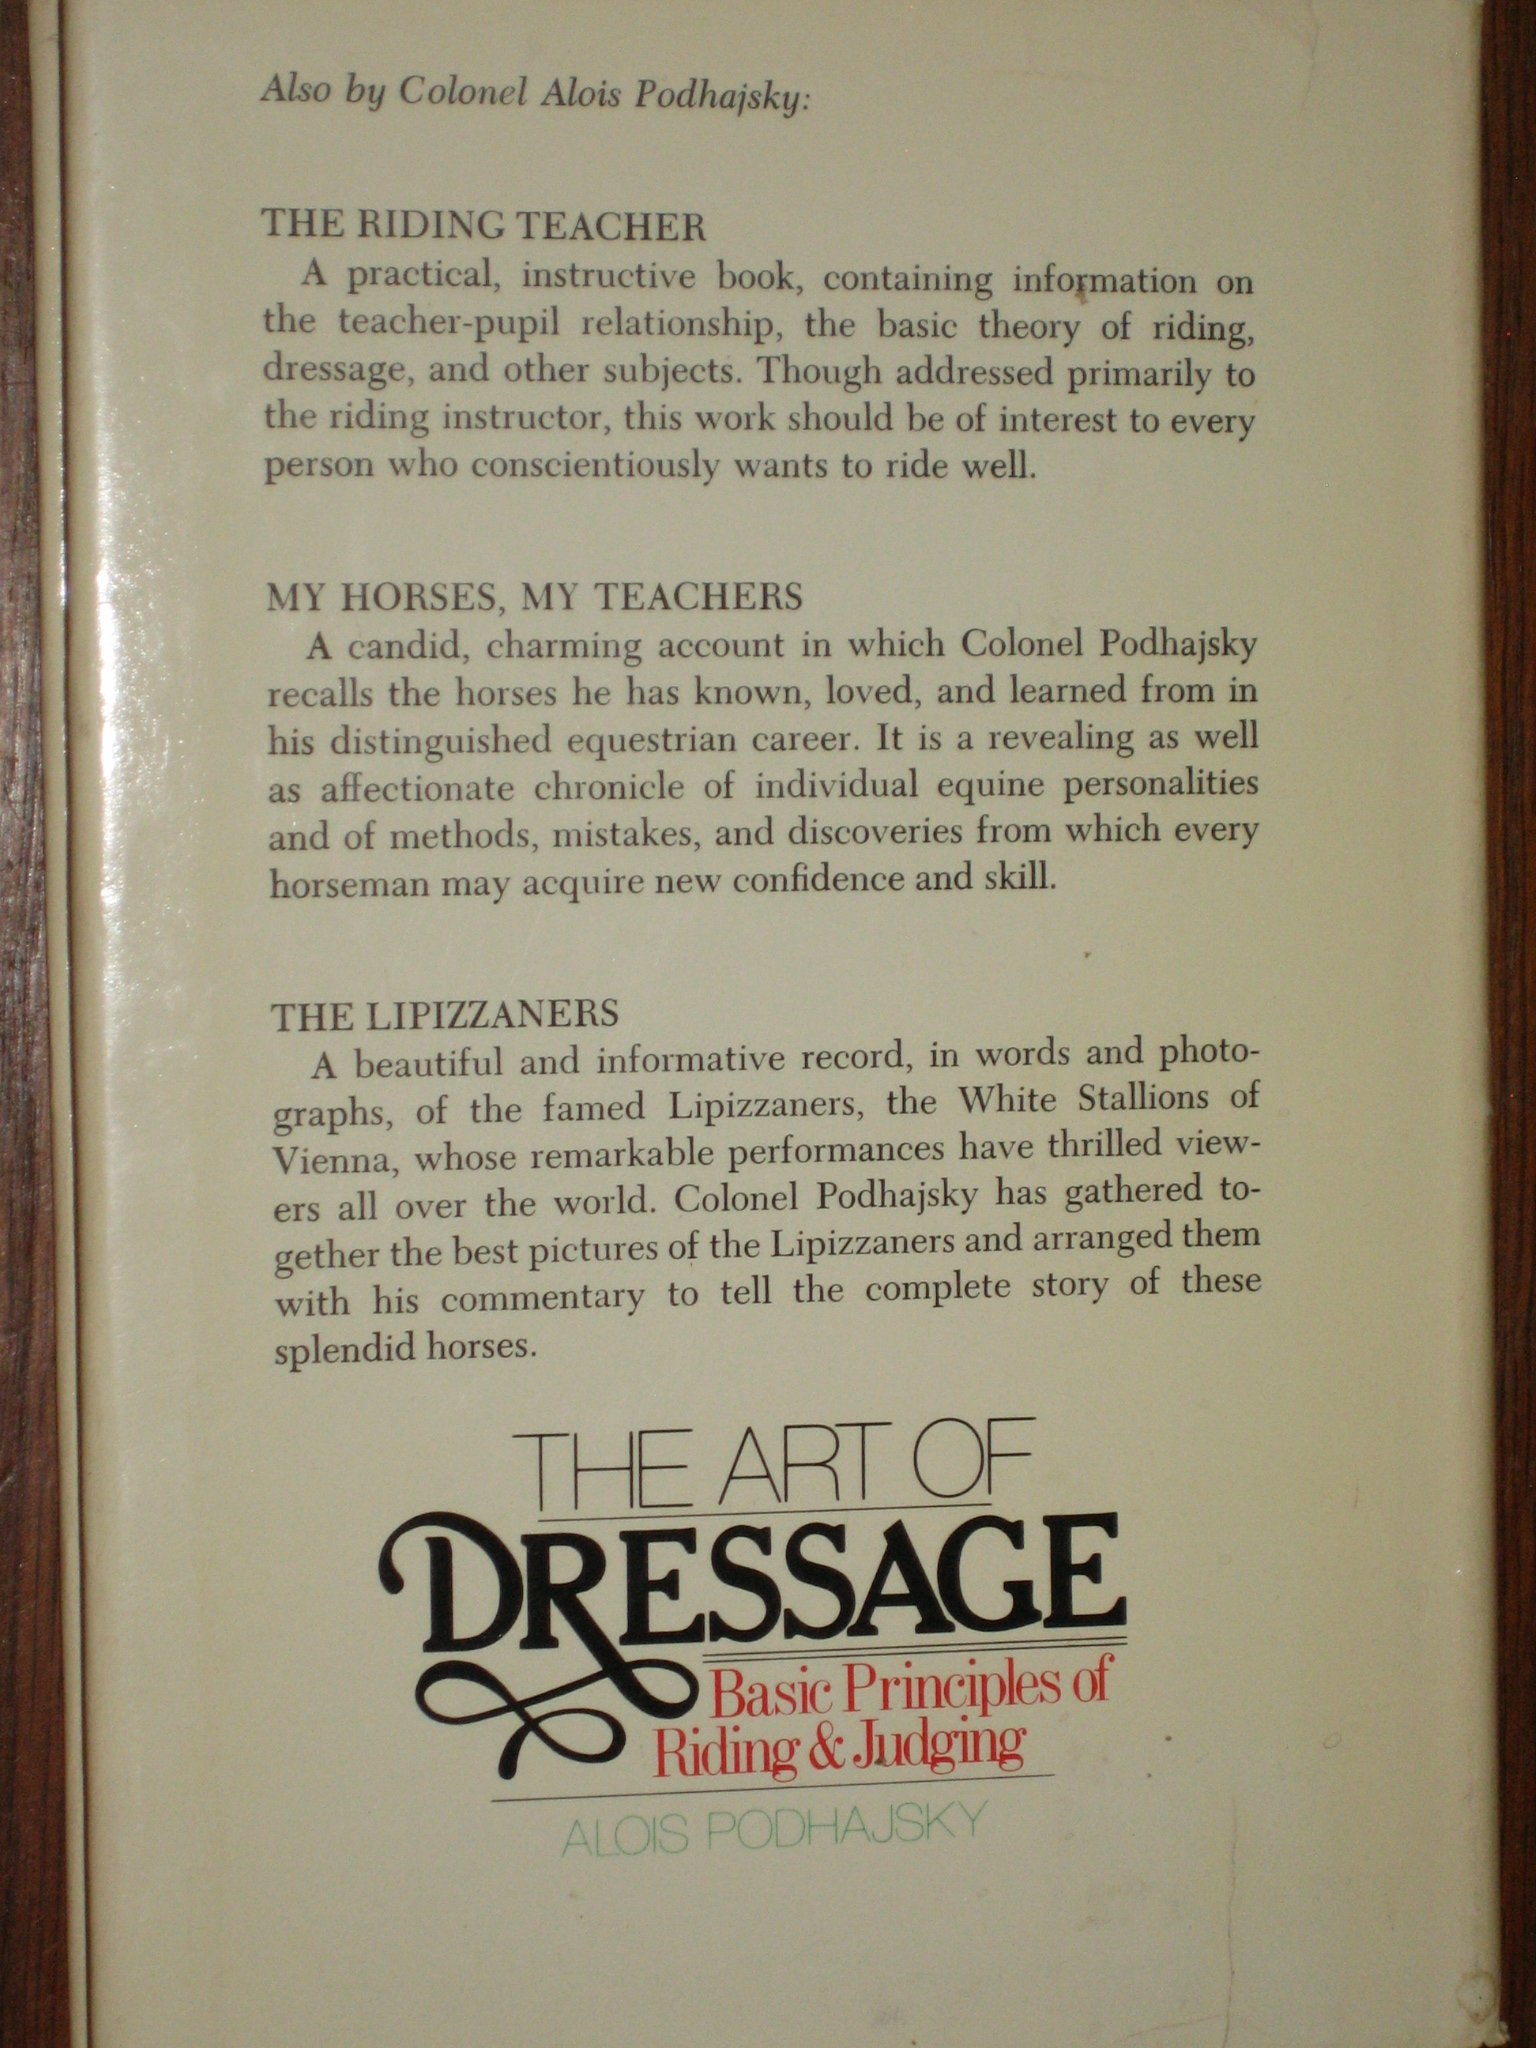 Also by Colonel Alois Podhajsky:
THE RIDING TEACHER
A practical, instructive book, containing information on
the teacher-pupil relationship, the basic theory of riding,
dressage, and other subjects. Though addressed primarily to
the riding instructor, this work should be of interest to every
person who conscientiously wants to ride well.
MY HORSES, MY TEACHERS
A candid, charming account in which Colonel Podhajsky
recalls the horses he has known, loved, and learned from in
his distinguished equestrian career. It is a revealing as well
as affectionate chronicle of individual equine personalities
and of methods, mistakes, and discoveries from which every
horseman may acquire new confidence and skill.
THE LIPIZZANERS
A beautiful and informative record, in words and photo-
graphs, of the famed Lipizzaners, the White Stallions of
Vienna, whose remarkable performances have thrilled view-
ers all over the world. Colonel Podhajsky has gathered to-
gether the best pictures of the Lipizzaners and arranged them
with his commentary to tell the complete story of these
splendid horses.
THE ART OF
DRESSAGE
Basic Principles of
Riding & Judging
ALOIS PODHAJSKY